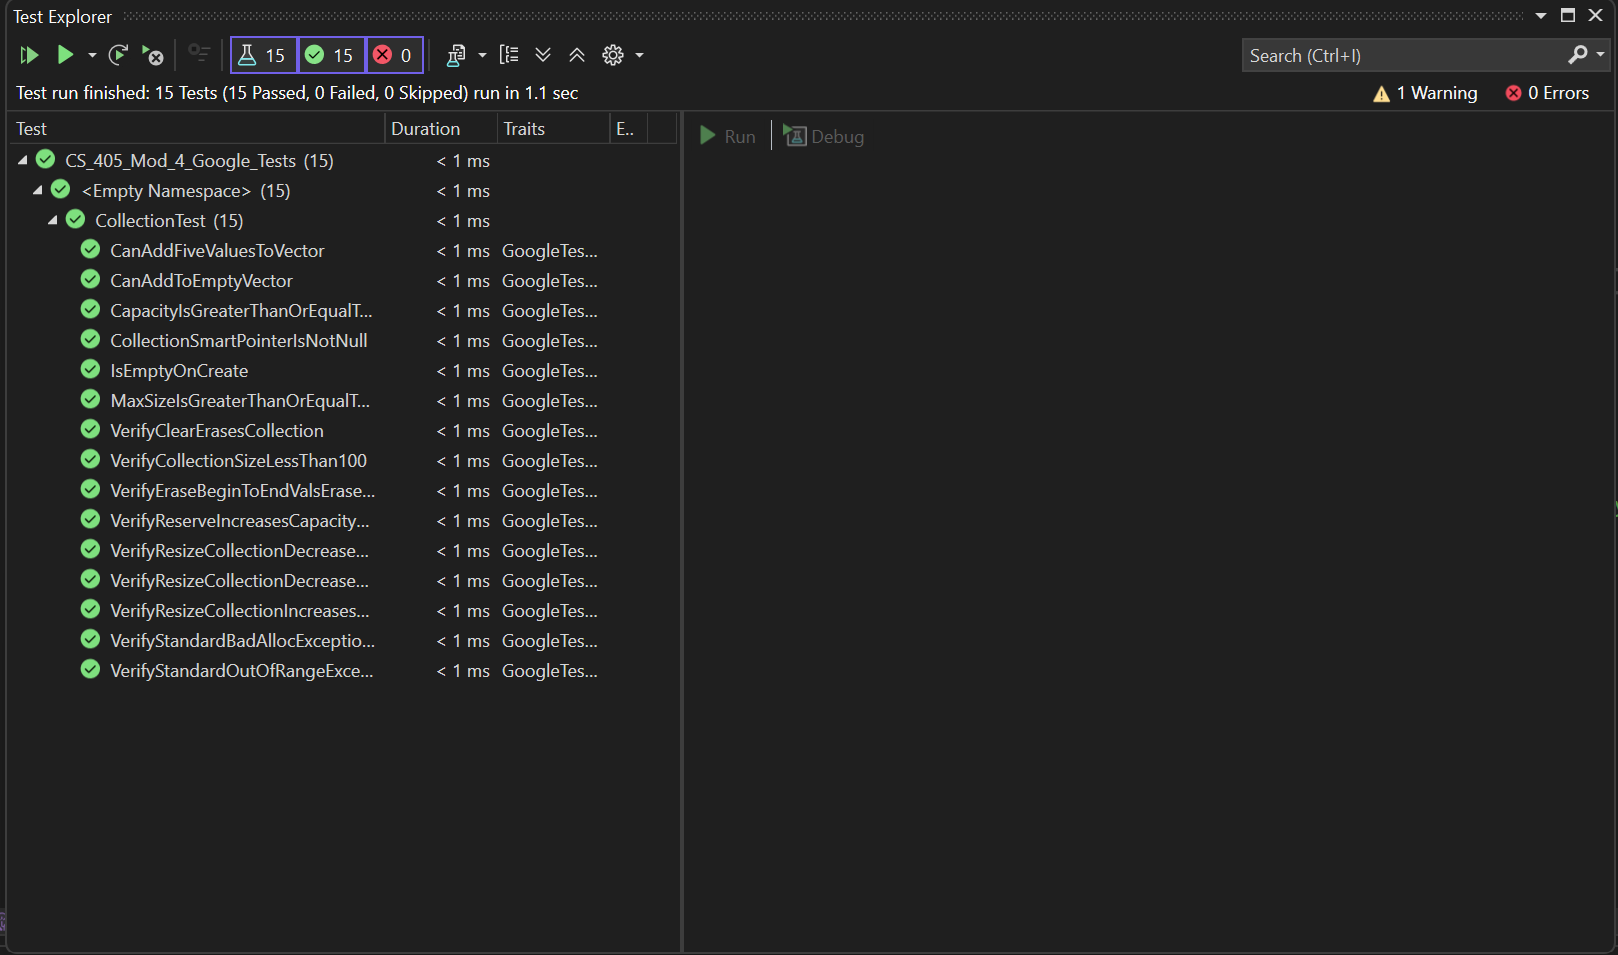 Test Explorer
15 15 0
Search (Ctrl+I)
Test run finished: 15 Tests (15 Passed, 0 Failed, 0 Skipped) run in 1.1 sec
1 Warning 0 Errors
Test Duration Traits E..
Run Debug
CS_405_Mod_4_Google_Tests (15) < 1 ms
<Empty Namespace> (15) < 1 ms
CollectionTest (15) < 1 ms
CanAddFiveValuesToVector < 1 ms GoogleTes...
CanAddToEmptyVector < 1 ms GoogleTes...
CapacityIsGreaterThanOrEqualT... < 1 ms GoogleTes...
CollectionSmartPointerIsNotNull < 1 ms GoogleTes...
IsEmptyOnCreate < 1 ms GoogleTes...
MaxSizeIsGreaterThanOrEqualT... < 1 ms GoogleTes...
VerifyClearErasesCollection < 1 ms GoogleTes...
VerifyCollectionSizeLessThan100 < 1 ms GoogleTes...
VerifyEraseBeginToEndValsErase... < 1 ms GoogleTes...
VerifyReserveIncreasesCapacity... < 1 ms GoogleTes...
VerifyResizeCollectionDecrease... < 1 ms GoogleTes...
VerifyResizeCollectionDecrease... < 1 ms GoogleTes...
VerifyResizeCollectionIncreases... < 1 ms GoogleTes...
VerifyStandardBadAllocExceptio... < 1 ms GoogleTes...
VerifyStandardOutOfRangeExce... < 1 ms GoogleTes...